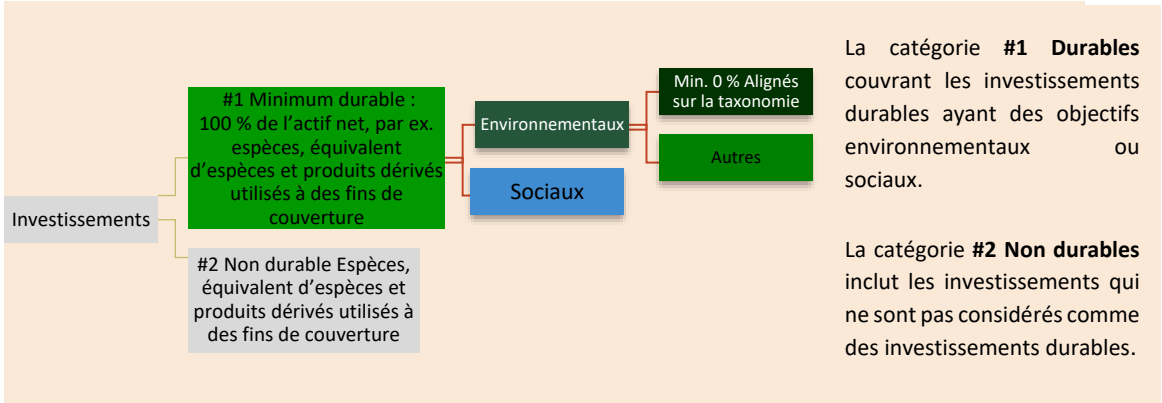 Investissements
#1 Minimum durable :
100 % de l'actif net, par ex.
espèces, équivalent
d'espèces et produits dérivés
utilisés à des fins de
couverture
#2 Non durable Espèces,
équivalent d'espèces et
produits dérivés utilisés à
des fins de couverture
Environnementaux
Sociaux
Min. 0 % Alignés
sur la taxonomie
Autres
La catégorie #1 Durables
couvrant les investissements
durables ayant des objectifs
environnementaux ou
sociaux.
La catégorie #2 Non durables
inclut les investissements qui
ne sont pas considérés comme
des investissements durables.